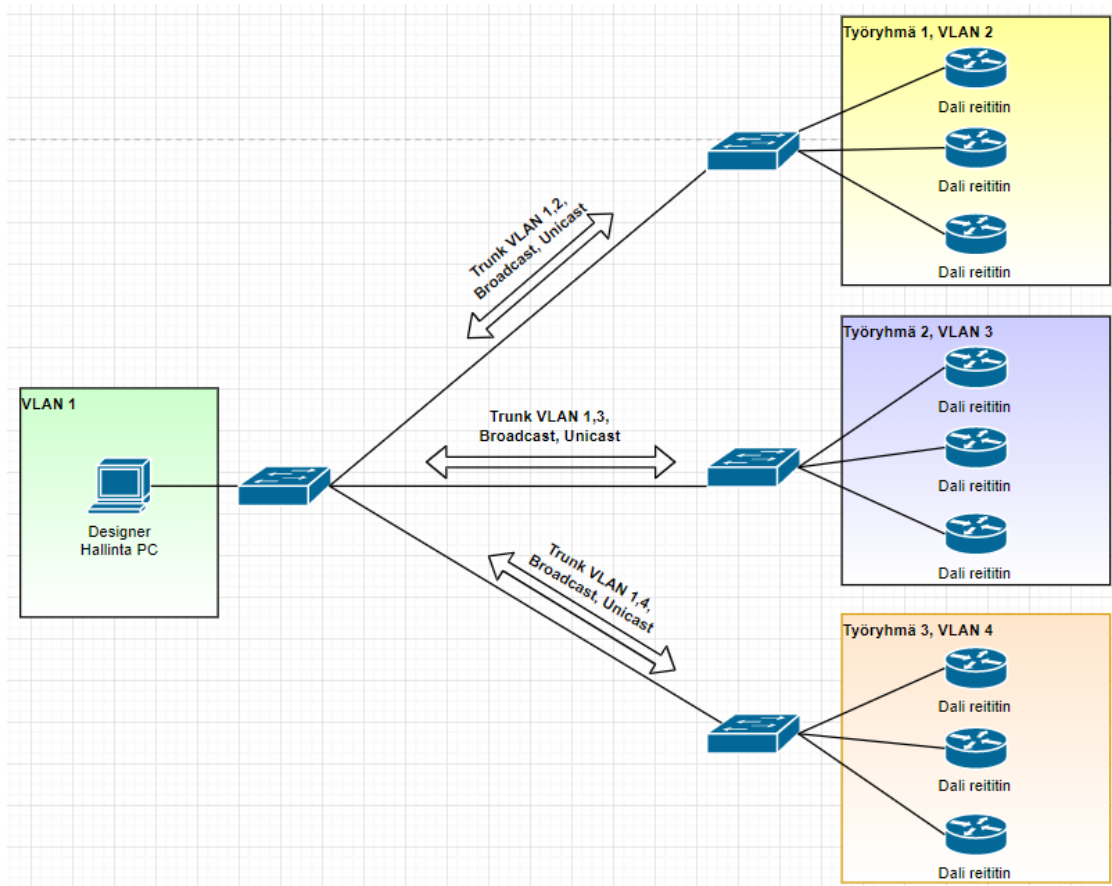 Työryhmä 1, VLAN 2
Dali reititin
Dali reititin
Dali reititin
Trunk VLAN 1,2,
Broadcast, Unicast
Työryhmä 2, VLAN 3
Dali reititin
Dali reititin
Dali reititin
VLAN 1
Trunk VLAN 1,3,
Broadcast, Unicast
Designer
Hallinta PC
Trunk VLAN 1,4,
Broadcast, Unicast
Työryhmä 3, VLAN 4
Dali reititin
Dali reititin
Dali reititin